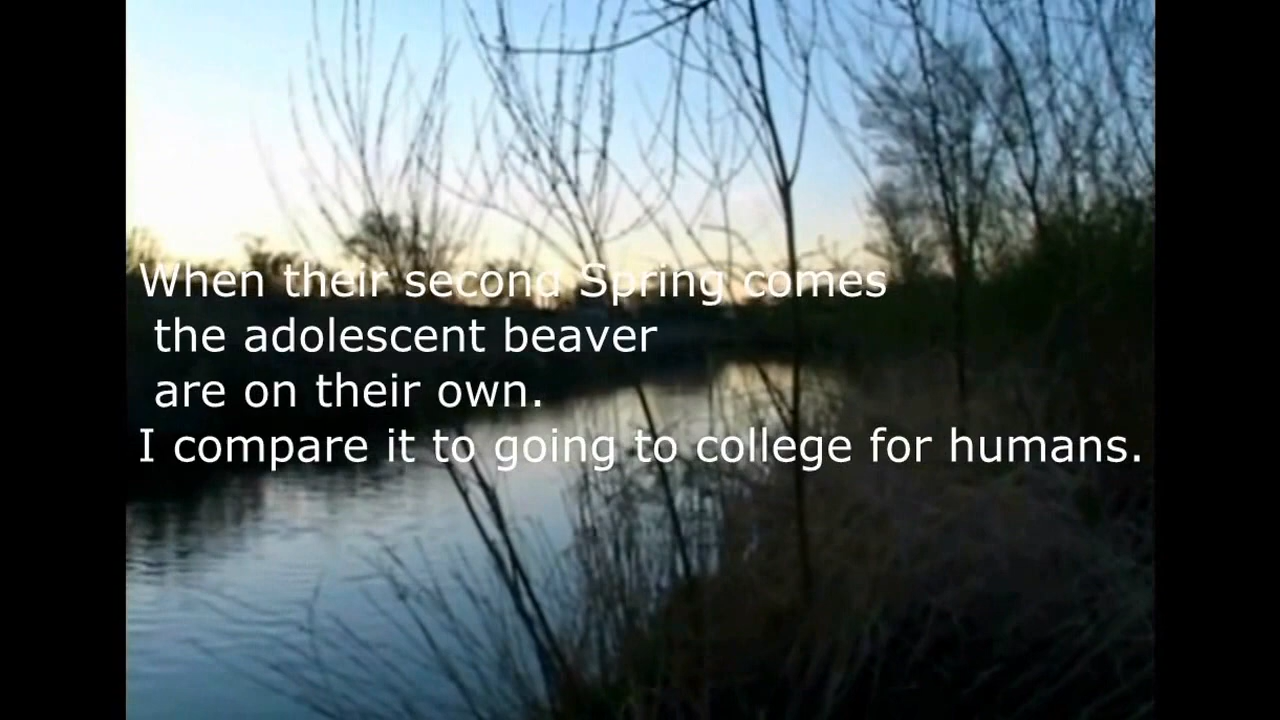 When their second Spring comes
the adolescent beaver
are on their own.
I compare it to going to college for humans.